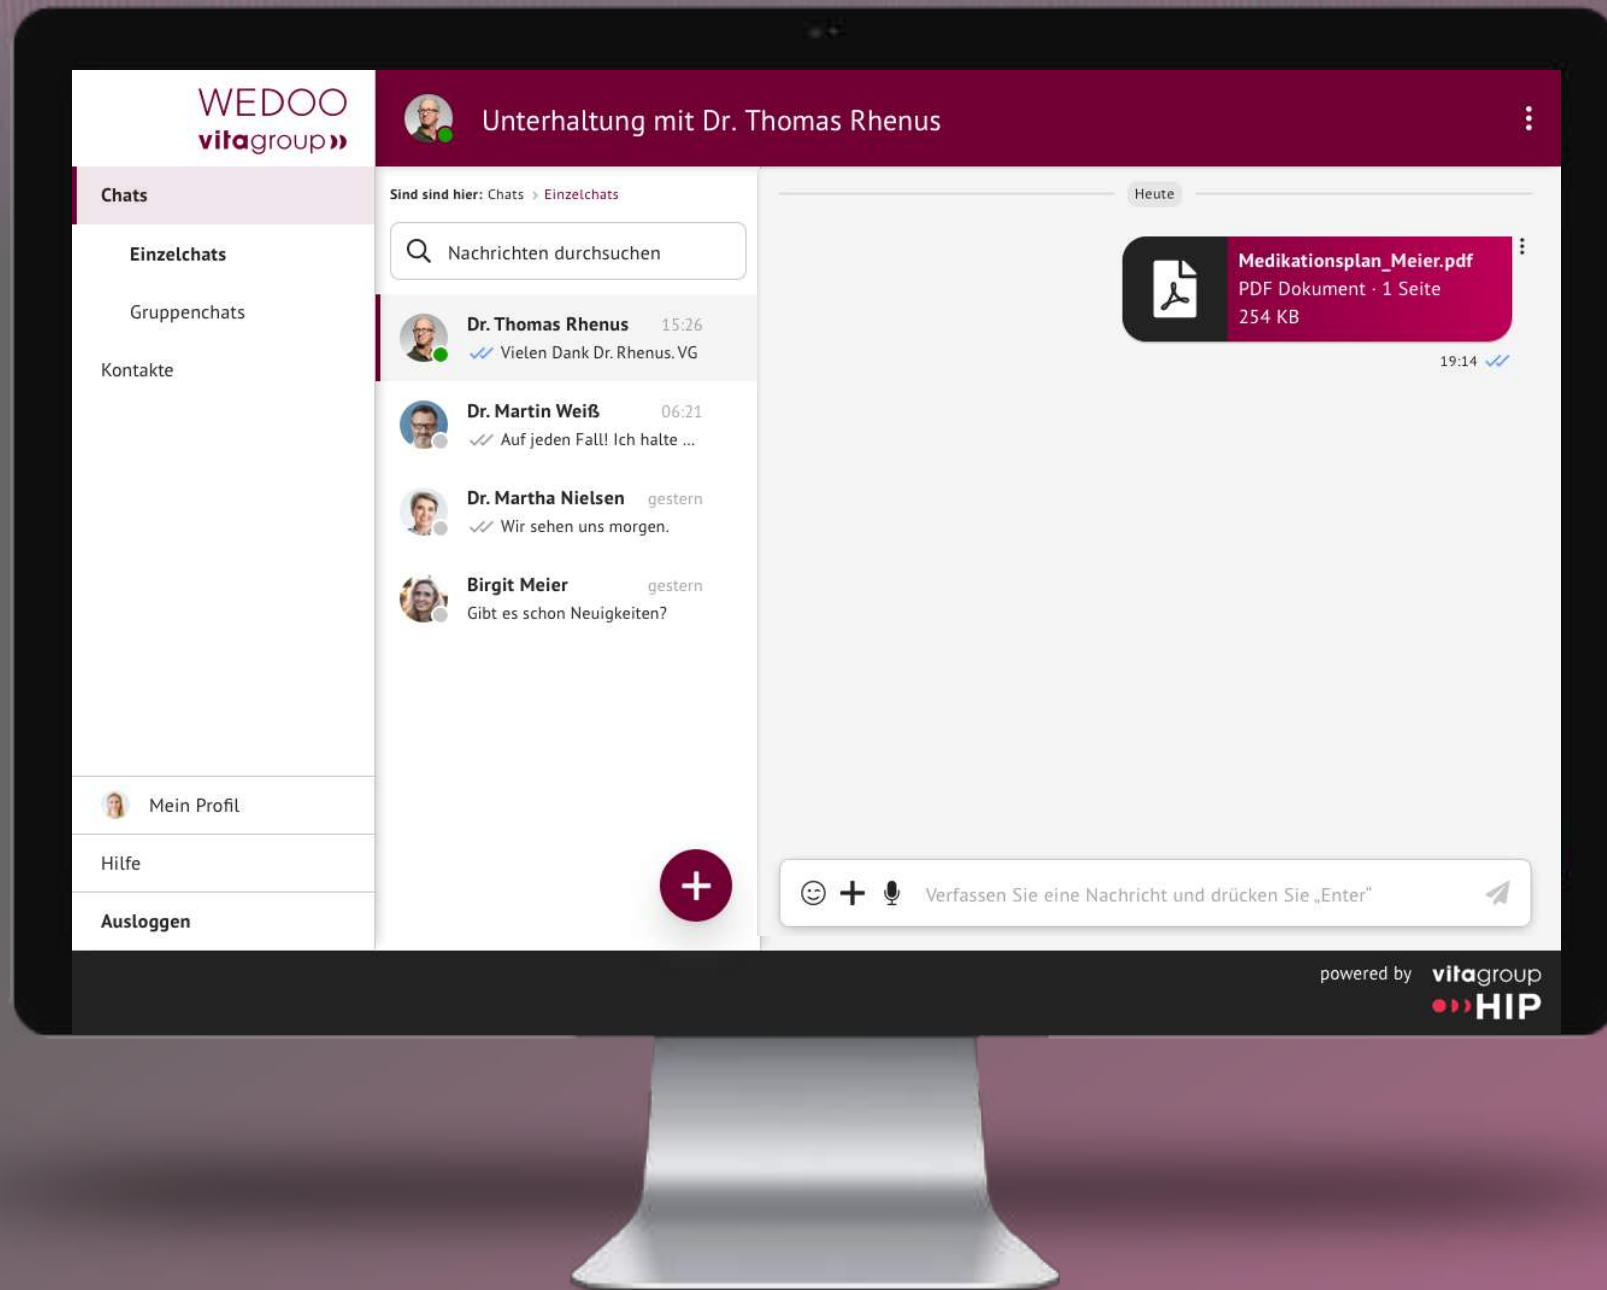 WEDOO
vitagroup
Unterhaltung mit Dr. Thomas Rhenus
Chats
Einzelchats
Gruppenchats
Kontakte
Mein Profil
Hilfe
Ausloggen
Sind sind hier: Chats > Einzelchats
Nachrichten durchsuchen
Dr. Thomas Rhenus 15:26
Vielen Dank Dr. Rhenus. VG
Dr. Martin Weiß 06:21
Auf jeden Fall! Ich halte ...
Dr. Martha Nielsen gestern
Wir sehen uns morgen.
Birgit Meier gestern
Gibt es schon Neuigkeiten?
Heute
Medikationsplan_Meier.pdf
PDF Dokument · 1 Seite
254 KB
19:14
Verfassen Sie eine Nachricht und drücken Sie „Enter“
powered by vitagroup
HIP